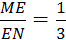 ME/EN = 1/3